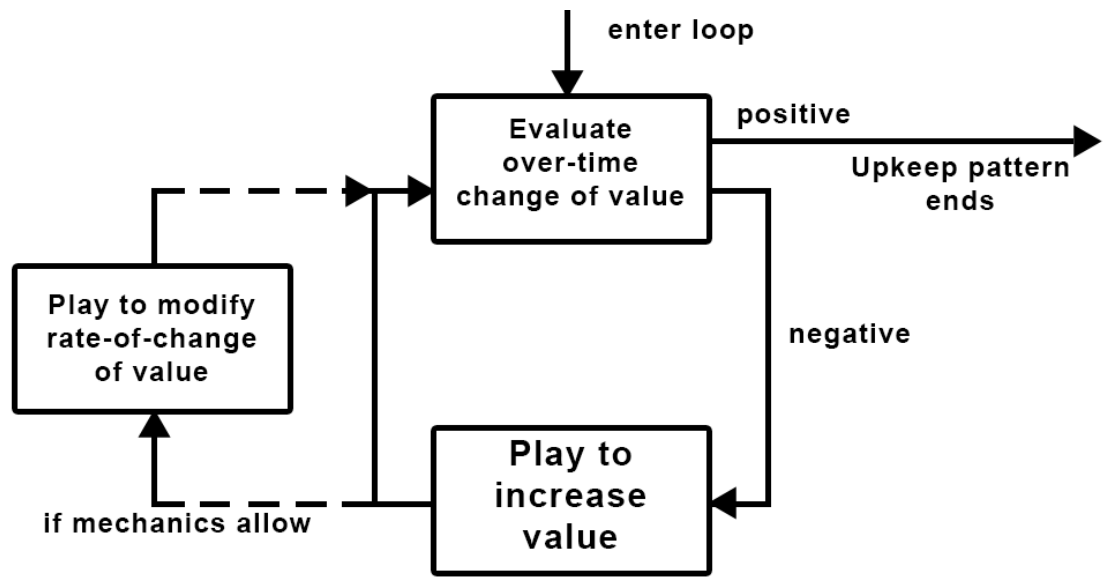 enter loop
Evaluate
over-time
change of value
positive
Upkeep pattern
ends
Play to modify
rate-of-change
of value
negative
Play to
increase
value
if mechanics allow